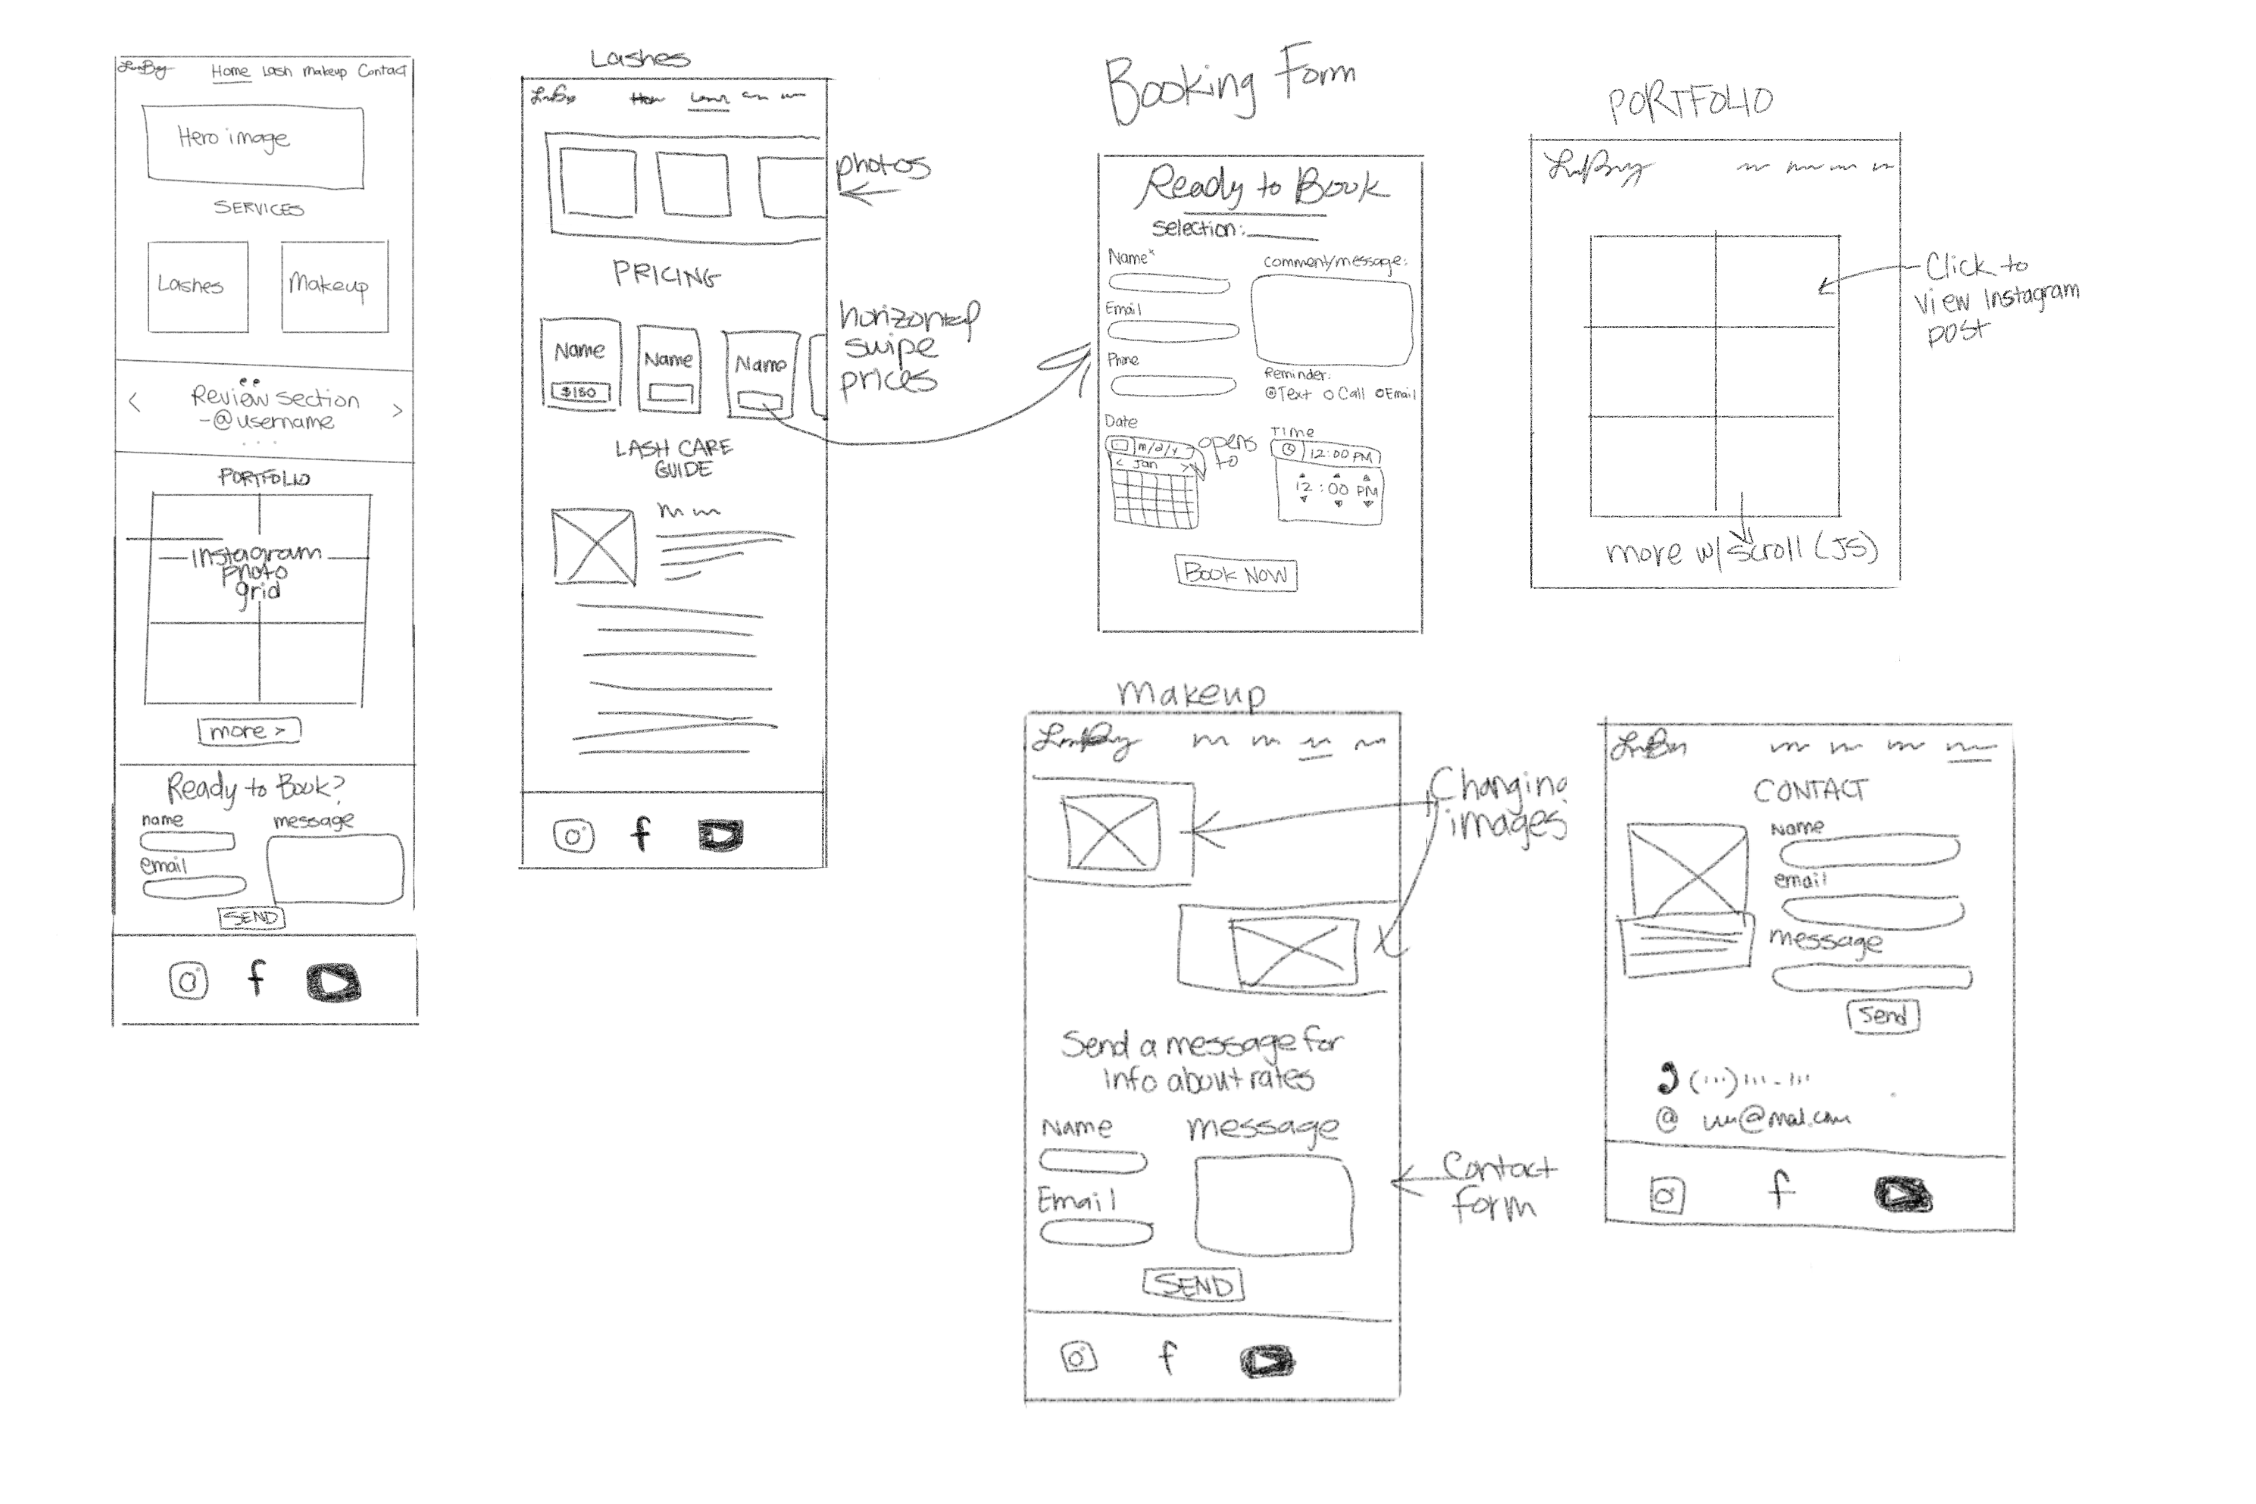 Home Lash Makeup Contact
Hero image
SERVICES
Lashes
Makeup
< Review section >
-@username
. . .
PORTFOLIO
instagram
photo
grid
more >
Ready to Book?
name
message
email
SEND
f
Lashes
photos
PRICING
Name
$150
Name
Name
horizontal
swipe
prices
LASH CARE
GUIDE
f
Booking Form
Ready to Book
Selection:
Name*
comment/message:
Email
Phone
Reminder:
Text Call Email
Date
m/d/y
< Jan >
opens
to
Time
12:00 PM
12 : 00 PM
BOOK NOW
PORTFOLIO
Click to
view Instagram
post
more w/scroll (JS)
Makeup
Changing
images
Send a message for
info about rates
Name
message
Email
SEND
Contact
form
f
CONTACT
Name
email
message
Send
@
f